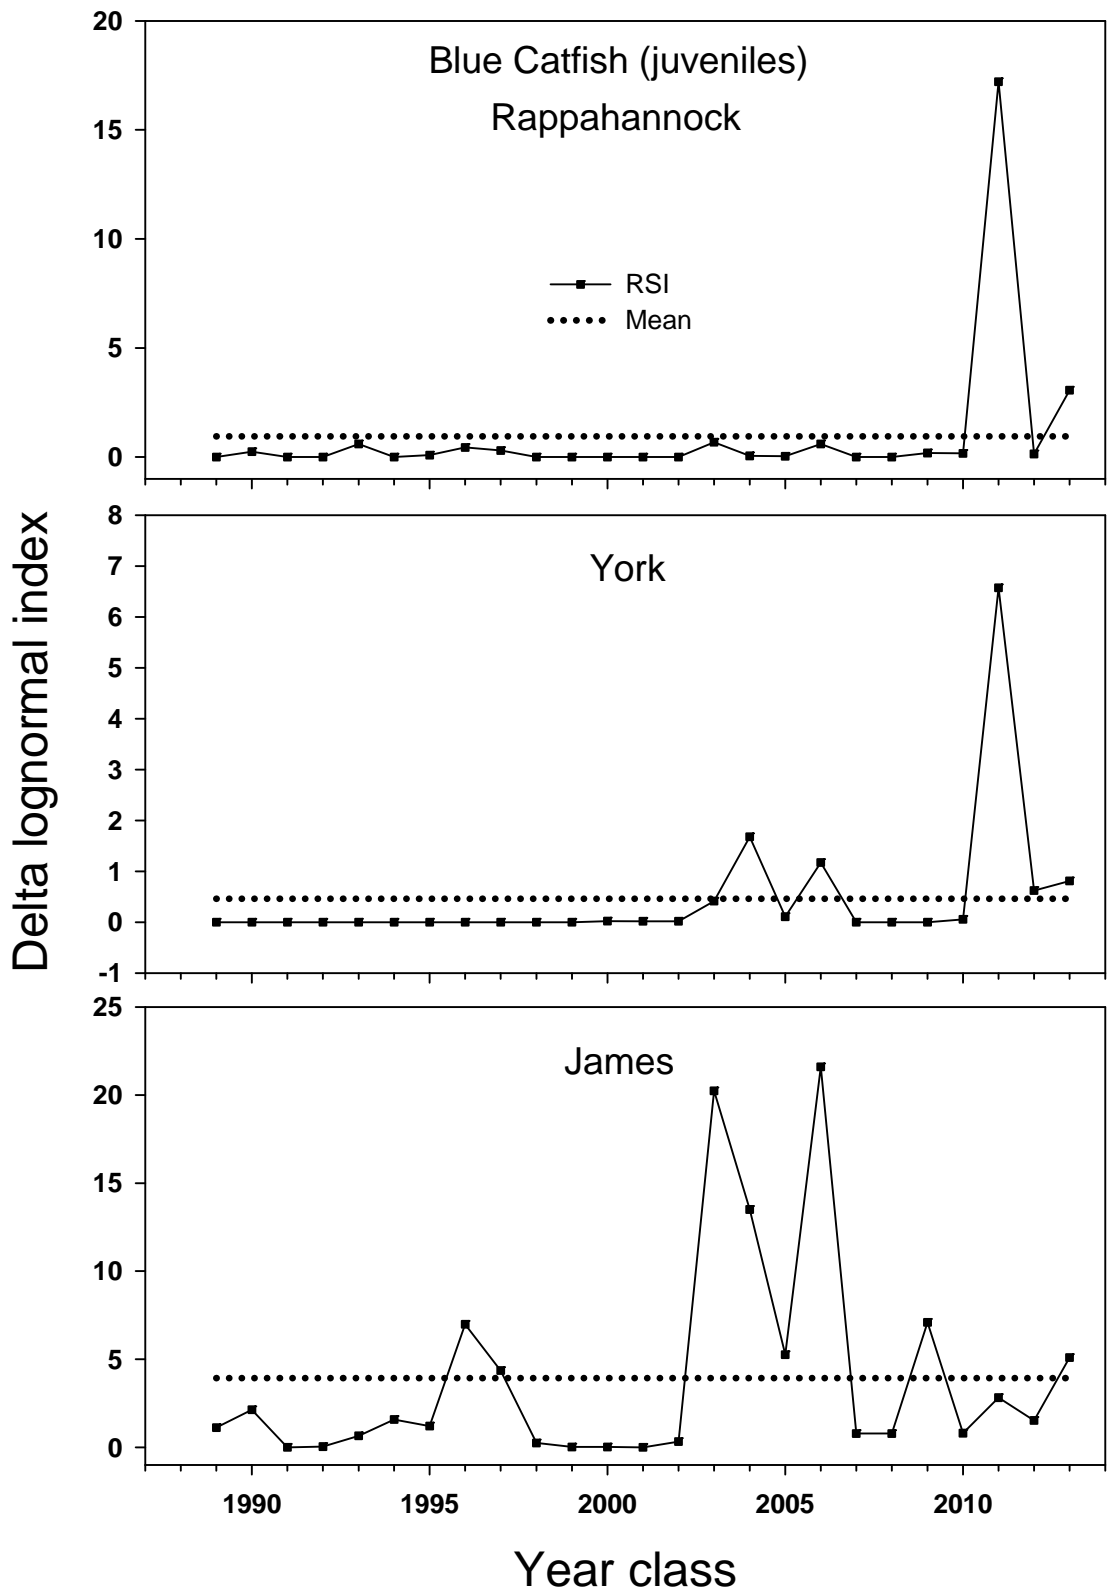 Blue Catfish (juveniles)
Rappahannock
20
15
10
5
0
RSI
Mean
York
8
7
6
5
4
3
2
1
0
-1
Delta lognormal index
James
25
20
15
10
5
0
1990 1995 2000 2005 2010
Year class